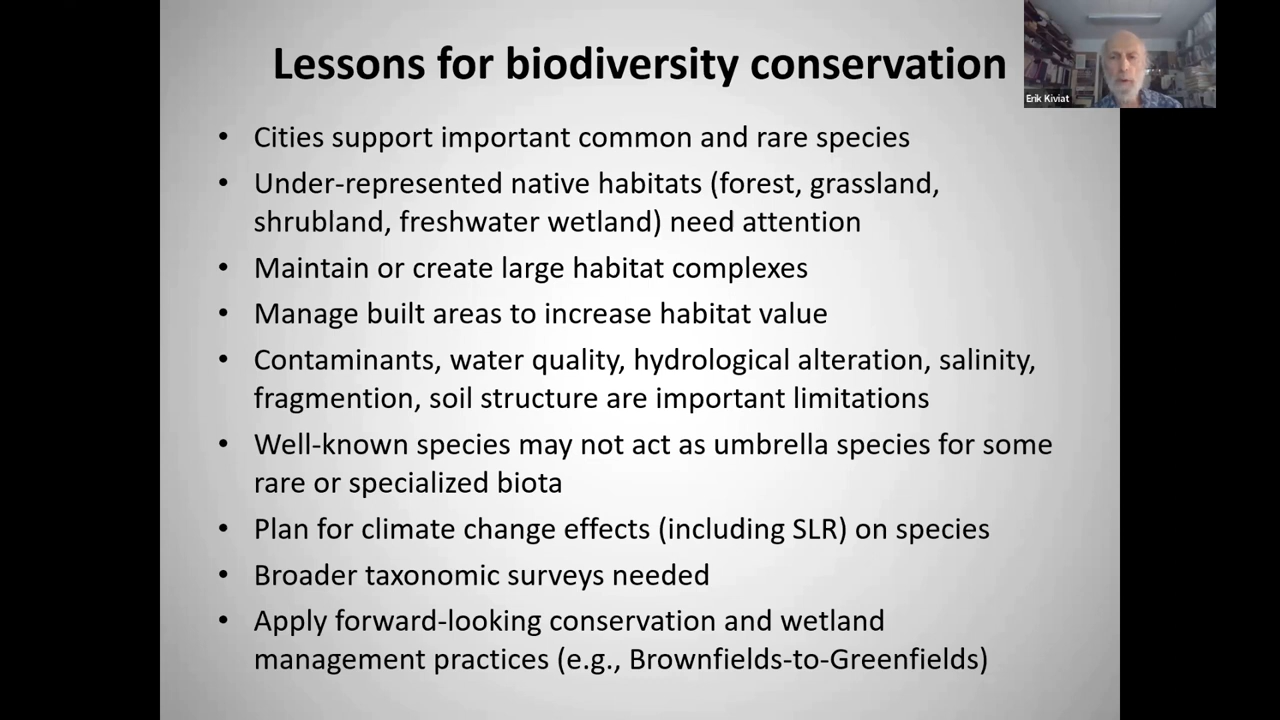 Lessons for biodiversity conservation
Erik Kiviat
• Cities support important common and rare species
• Under-represented native habitats (forest, grassland,
shrubland, freshwater wetland) need attention
• Maintain or create large habitat complexes
• Manage built areas to increase habitat value
• Contaminants, water quality, hydrological alteration, salinity,
fragmention, soil structure are important limitations
• Well-known species may not act as umbrella species for some
rare or specialized biota
• Plan for climate change effects (including SLR) on species
• Broader taxonomic surveys needed
• Apply forward-looking conservation and wetland
management practices (e.g., Brownfields-to-Greenfields)